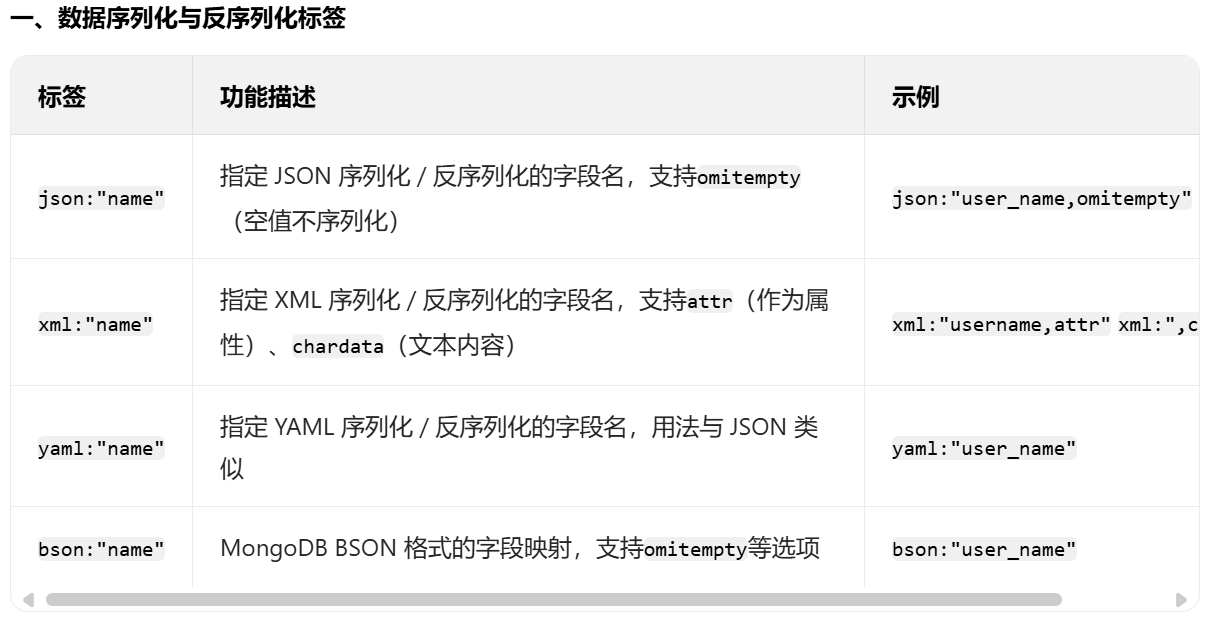 一、数据序列化与反序列化标签
标签 功能描述 示例
json:"name" 指定 JSON 序列化 / 反序列化的字段名，支持omitempty（空值不序列化） json:"user_name,omitempty"
xml:"name" 指定 XML 序列化 / 反序列化的字段名，支持attr（作为属性）、chardata（文本内容） xml:"username,attr" xml:",c
yaml:"name" 指定 YAML 序列化 / 反序列化的字段名，用法与 JSON 类似 yaml:"user_name"
bson:"name" MongoDB BSON 格式的字段映射，支持omitempty等选项 bson:"user_name"